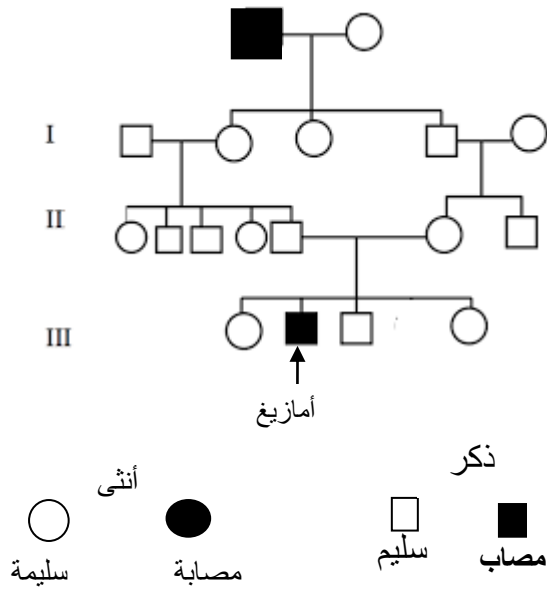 I
II
III
أمازيغ
ذكر
أنثى
مصاب
سليم
مصابة
سليمة